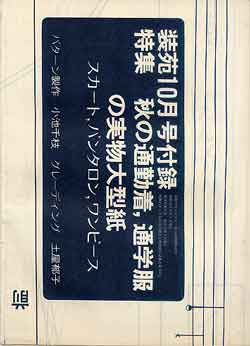 装苑10月号付録
特集 秋の通勤着,通学服
の実物大型紙
スカート,パンタロン,ワンピース
パターン製作 小池千枝 グレーディング 土屋郁子
前